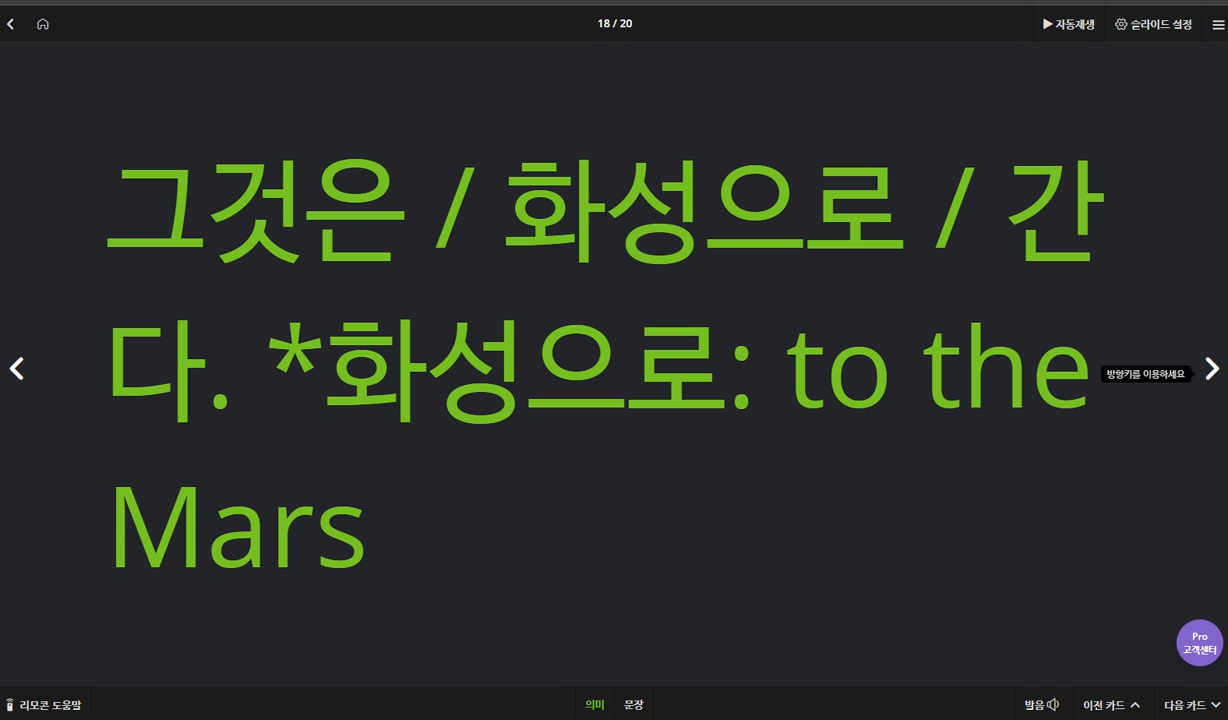 18 / 20
자동재생
슬라이드 설정
그것은 / 화성으로 / 간
다. *화성으로: to the
Mars
방향키를 이용하세요
Pro
고객센터
리모콘 도움말
의미
문장
발음
이전 카드
다음 카드